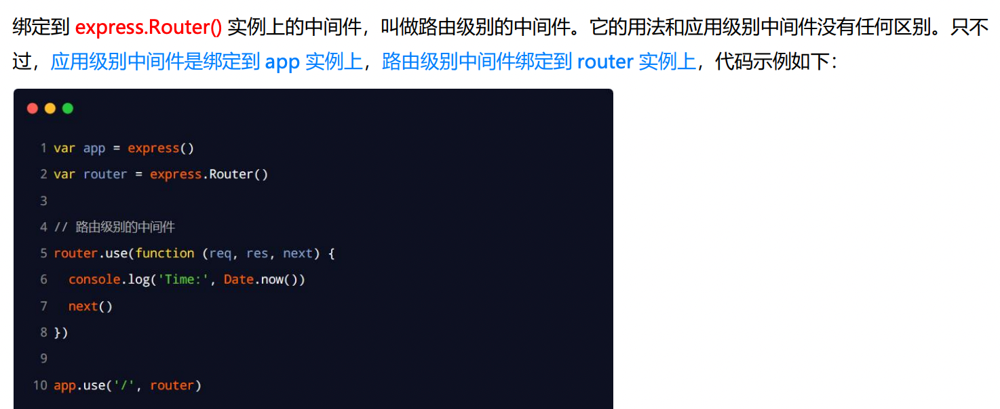 绑定到 express.Router() 实例上的中间件，叫做路由级别的中间件。它的用法和应用级别中间件没有任何区别。只不
过，应用级别中间件是绑定到 app 实例上，路由级别中间件绑定到 router 实例上，代码示例如下：
1 var app = express()
2 var router = express.Router()
3
4 // 路由级别的中间件
5 router.use(function (req, res, next) {
6   console.log('Time:', Date.now())
7   next()
8 })
9
10 app.use('/', router)